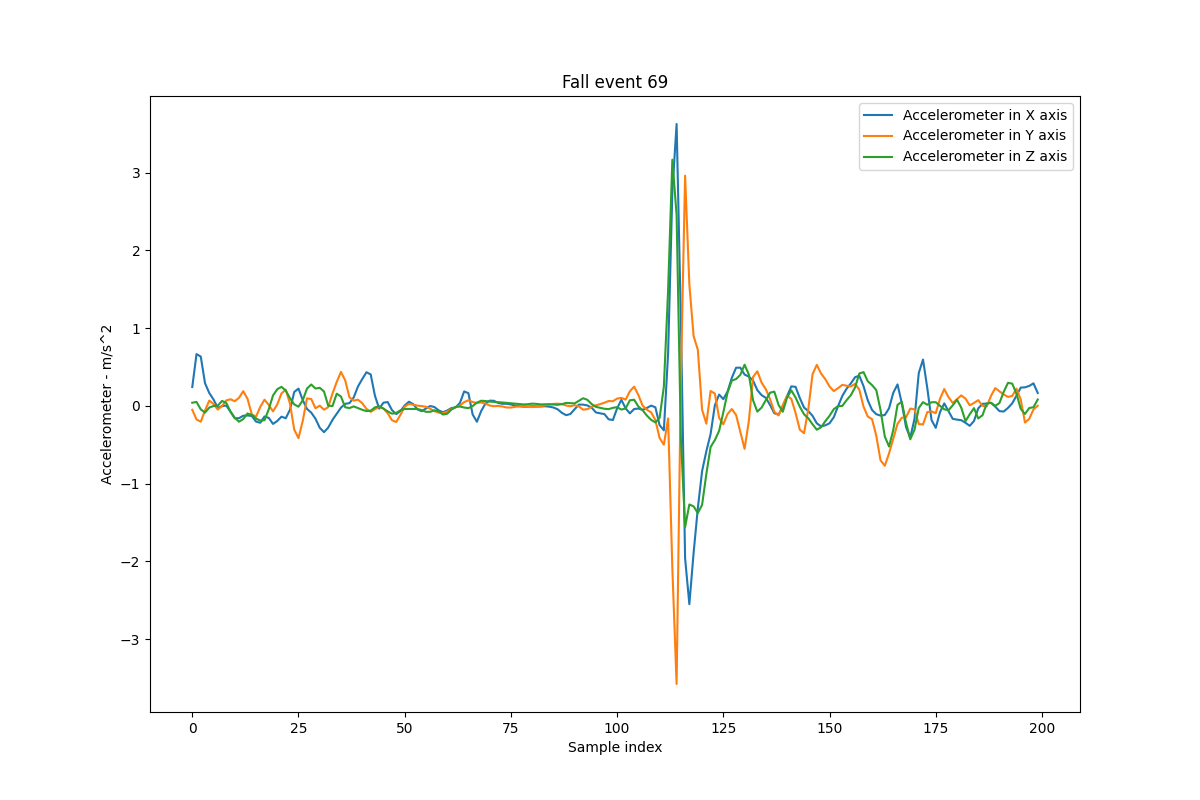 Fall event 69
Accelerometer in X axis
Accelerometer in Y axis
Accelerometer in Z axis
Accelerometer - m/s^2
3
2
1
0
−1
−2
−3
0 25 50 75 100 125 150 175 200
Sample index